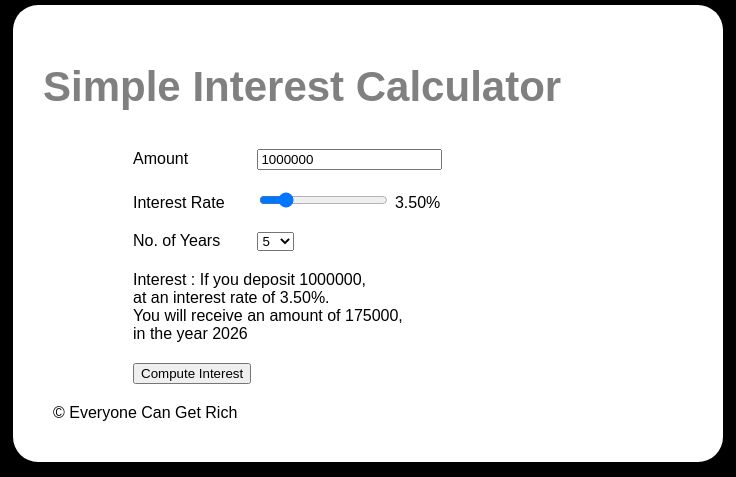 Simple Interest Calculator
Amount 1000000
Interest Rate 3.50%
No. of Years 5
Interest : If you deposit 1000000,
at an interest rate of 3.50%.
You will receive an amount of 175000,
in the year 2026
Compute Interest
© Everyone Can Get Rich